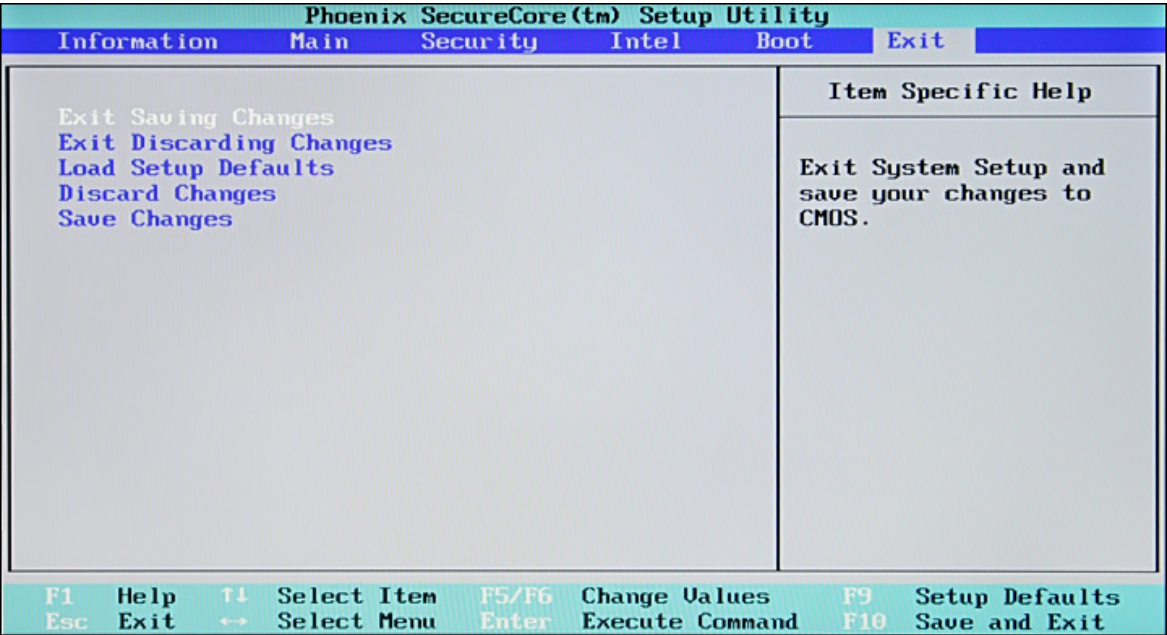 Phoenix SecureCore(tm) Setup Utility
Information Main Security Intel Boot Exit
Item Specific Help
Exit Saving Changes
Exit Discarding Changes
Load Setup Defaults
Discard Changes
Save Changes
Exit System Setup and
save your changes to
CMOS.
F1 Help ↑↓ Select Item F5/F6 Change Values F9 Setup Defaults
Esc Exit ↔ Select Menu Enter Execute Command F10 Save and Exit